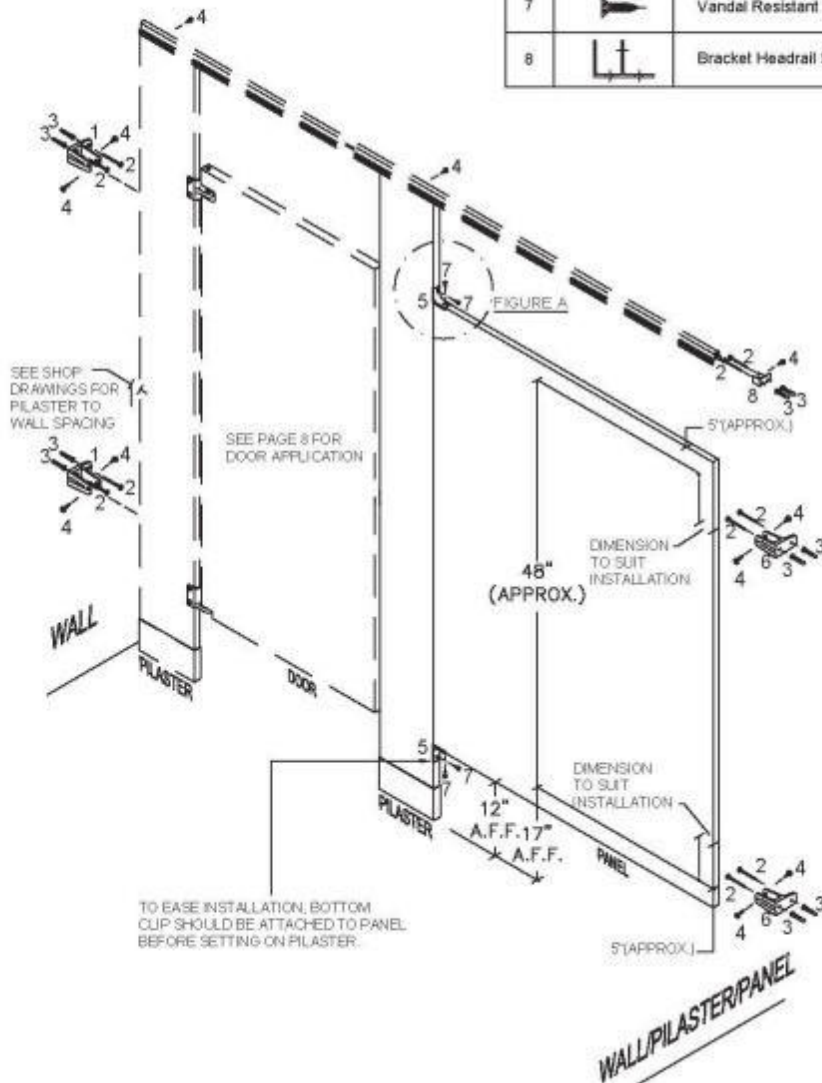 7 Vandal Resistant
8 Bracket Headrail
4
3 1 4
3 2
2
4
4
7
5 7
FIGURE A
2
2 4
8
3 3
SEE SHOP
DRAWINGS FOR
PILASTER TO
WALL SPACING
SEE PAGE 8 FOR
DOOR APPLICATION
5"(APPROX.)
3 1 4
3 2
2
4
2 4
2
6 3
4 3
DIMENSION
TO SUIT
INSTALLATION
48"
(APPROX.)
WALL
PILASTER
DOOR
5
7
7
PILASTER
12"
A.F.F.
17"
A.F.F.
PANEL
DIMENSION
TO SUIT
INSTALLATION
2 4
2
6 3
4 3
5"(APPROX.)
TO EASE INSTALLATION, BOTTOM
CLIP SHOULD BE ATTACHED TO PANEL
BEFORE SETTING ON PILASTER.
WALL/PILASTER/PANEL